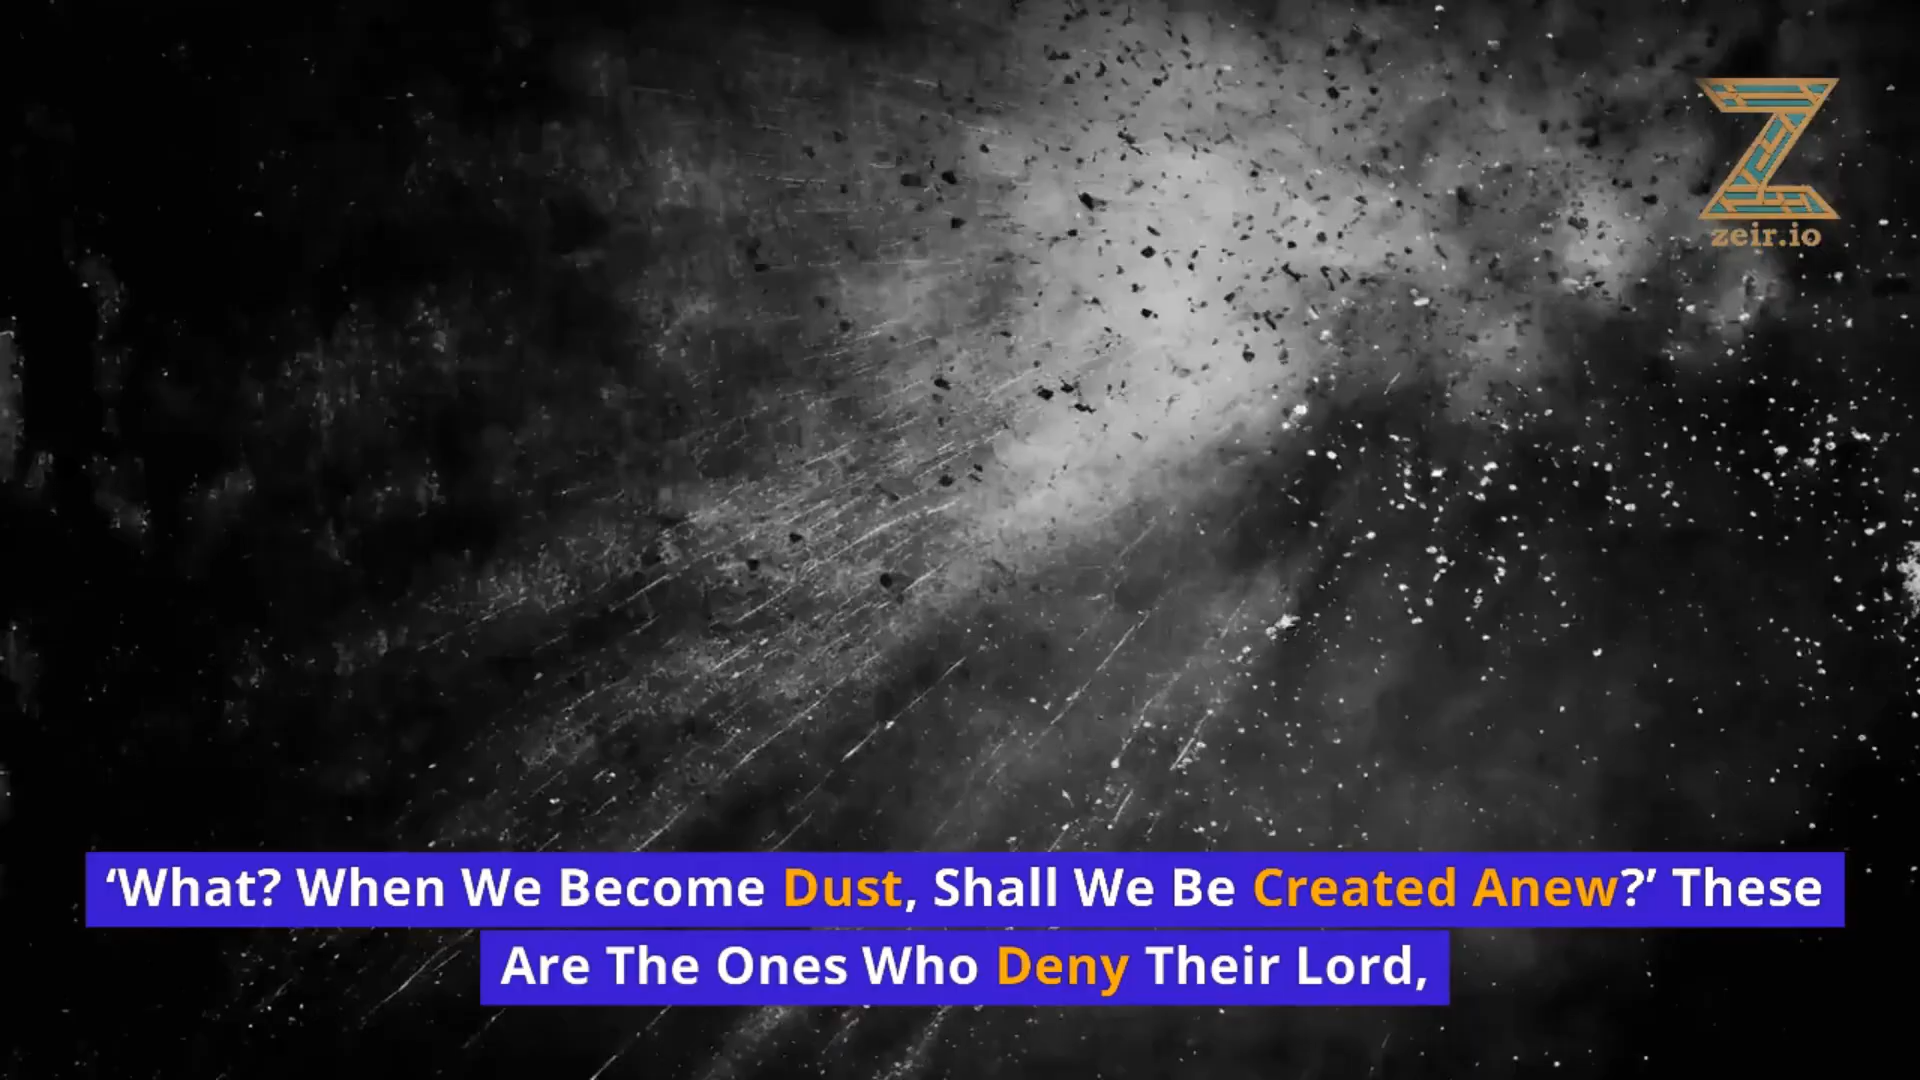 zeir.io
‘What? When We Become Dust, Shall We Be Created Anew?’ These
Are The Ones Who Deny Their Lord,